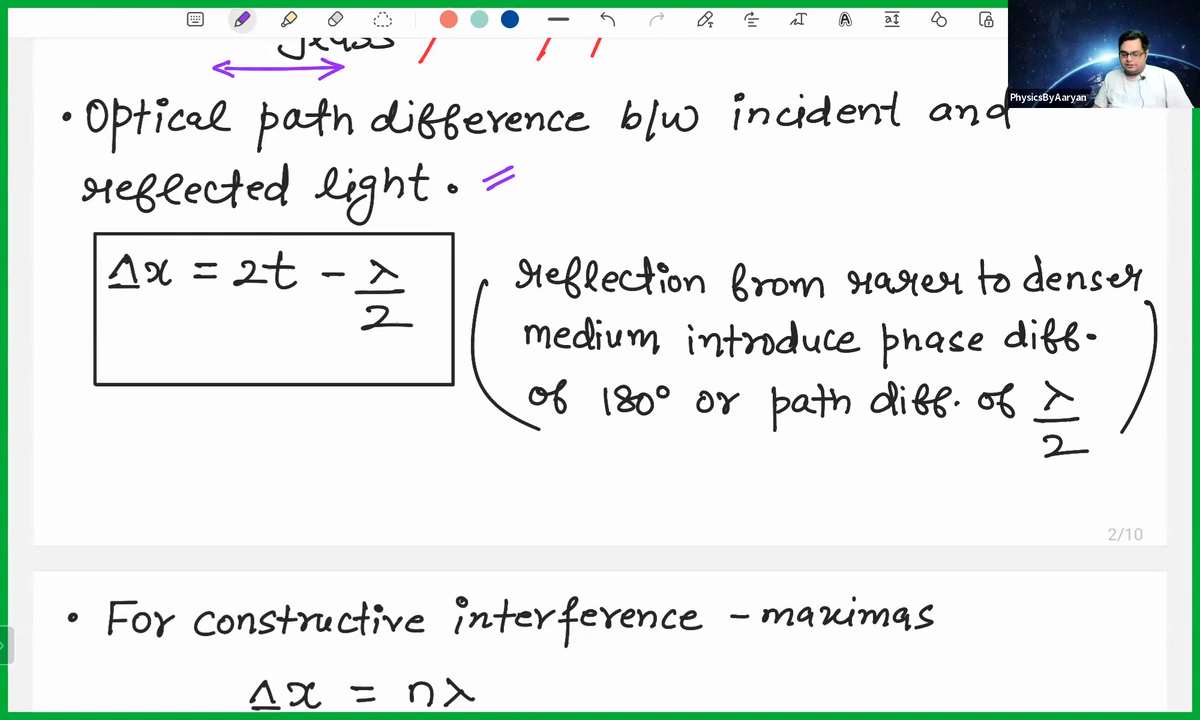 glass
PhysicsByAaryan
• Optical path difference b/w incident and
reflected light.
Δx = 2t - λ/2
(reflection from rarer to denser
medium introduce phase diff.
of 180° or path diff. of λ/2)
2/10
• For constructive interference - maximas
Δx = nλ